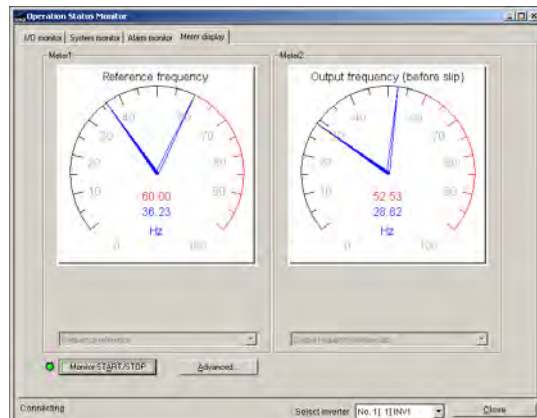 Operation Status Monitor
I/O monitor System monitor Alarm monitor Meter display
Meter1
Reference frequency
40
70
30
80
20
10
90
0
100
60.00
36.23
Hz
Meter2
Output frequency (before slip)
40
70
80
20
10
90
0
100
52.53
28.82
Hz
Frequency reference
Monitor START/STOP
Advanced...
Connecting
Select inverter No. 1[ 1] INV1
Close